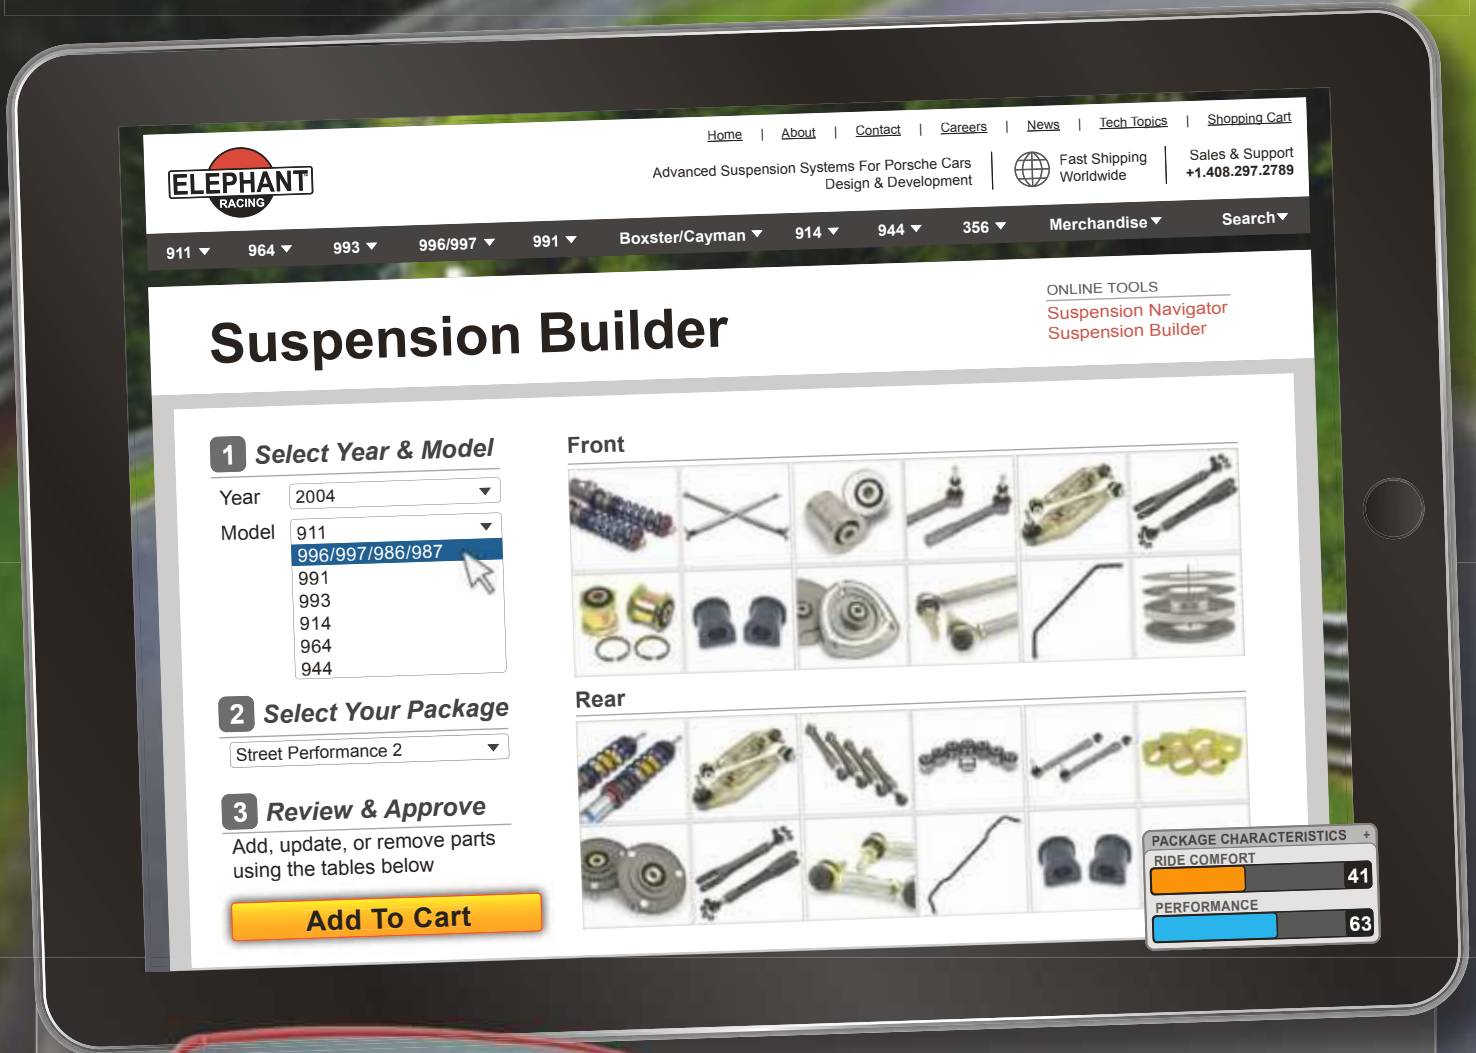 Home | About | Contact | Careers | News | Tech Topics | Shopping Cart
ELEPHANT
RACING
Advanced Suspension Systems For Porsche Cars
Design & Development
Fast Shipping
Worldwide
Sales & Support
+1.408.297.2789
911 964 993 996/997 991 Boxster/Cayman 914 944 356 Merchandise Search
Suspension Builder
ONLINE TOOLS
Suspension Navigator
Suspension Builder
1 Select Year & Model
Year 2004
Model 911
996/997/986/987
991
993
914
964
944
2 Select Your Package
Street Performance 2
3 Review & Approve
Add, update, or remove parts
using the tables below
Add To Cart
Front
Rear
PACKAGE CHARACTERISTICS +
RIDE COMFORT
41
PERFORMANCE
63